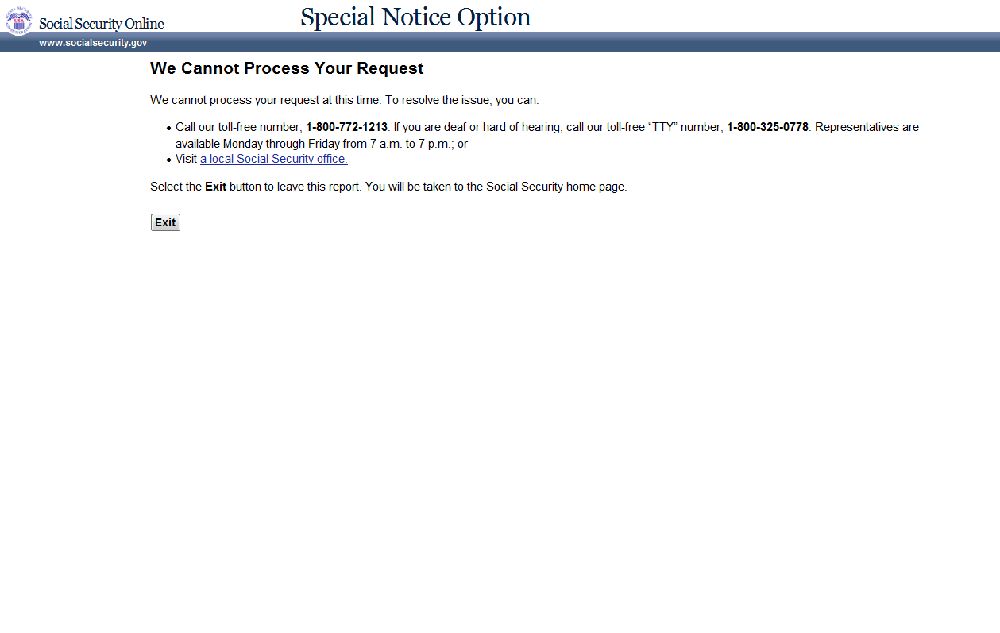 Special Notice Option
Social Security Online
www.socialsecurity.gov
We Cannot Process Your Request
We cannot process your request at this time. To resolve the issue, you can:
• Call our toll-free number, 1-800-772-1213. If you are deaf or hard of hearing, call our toll-free “TTY” number, 1-800-325-0778. Representatives are
available Monday through Friday from 7 a.m. to 7 p.m.; or
• Visit a local Social Security office.
Select the Exit button to leave this report. You will be taken to the Social Security home page.
Exit